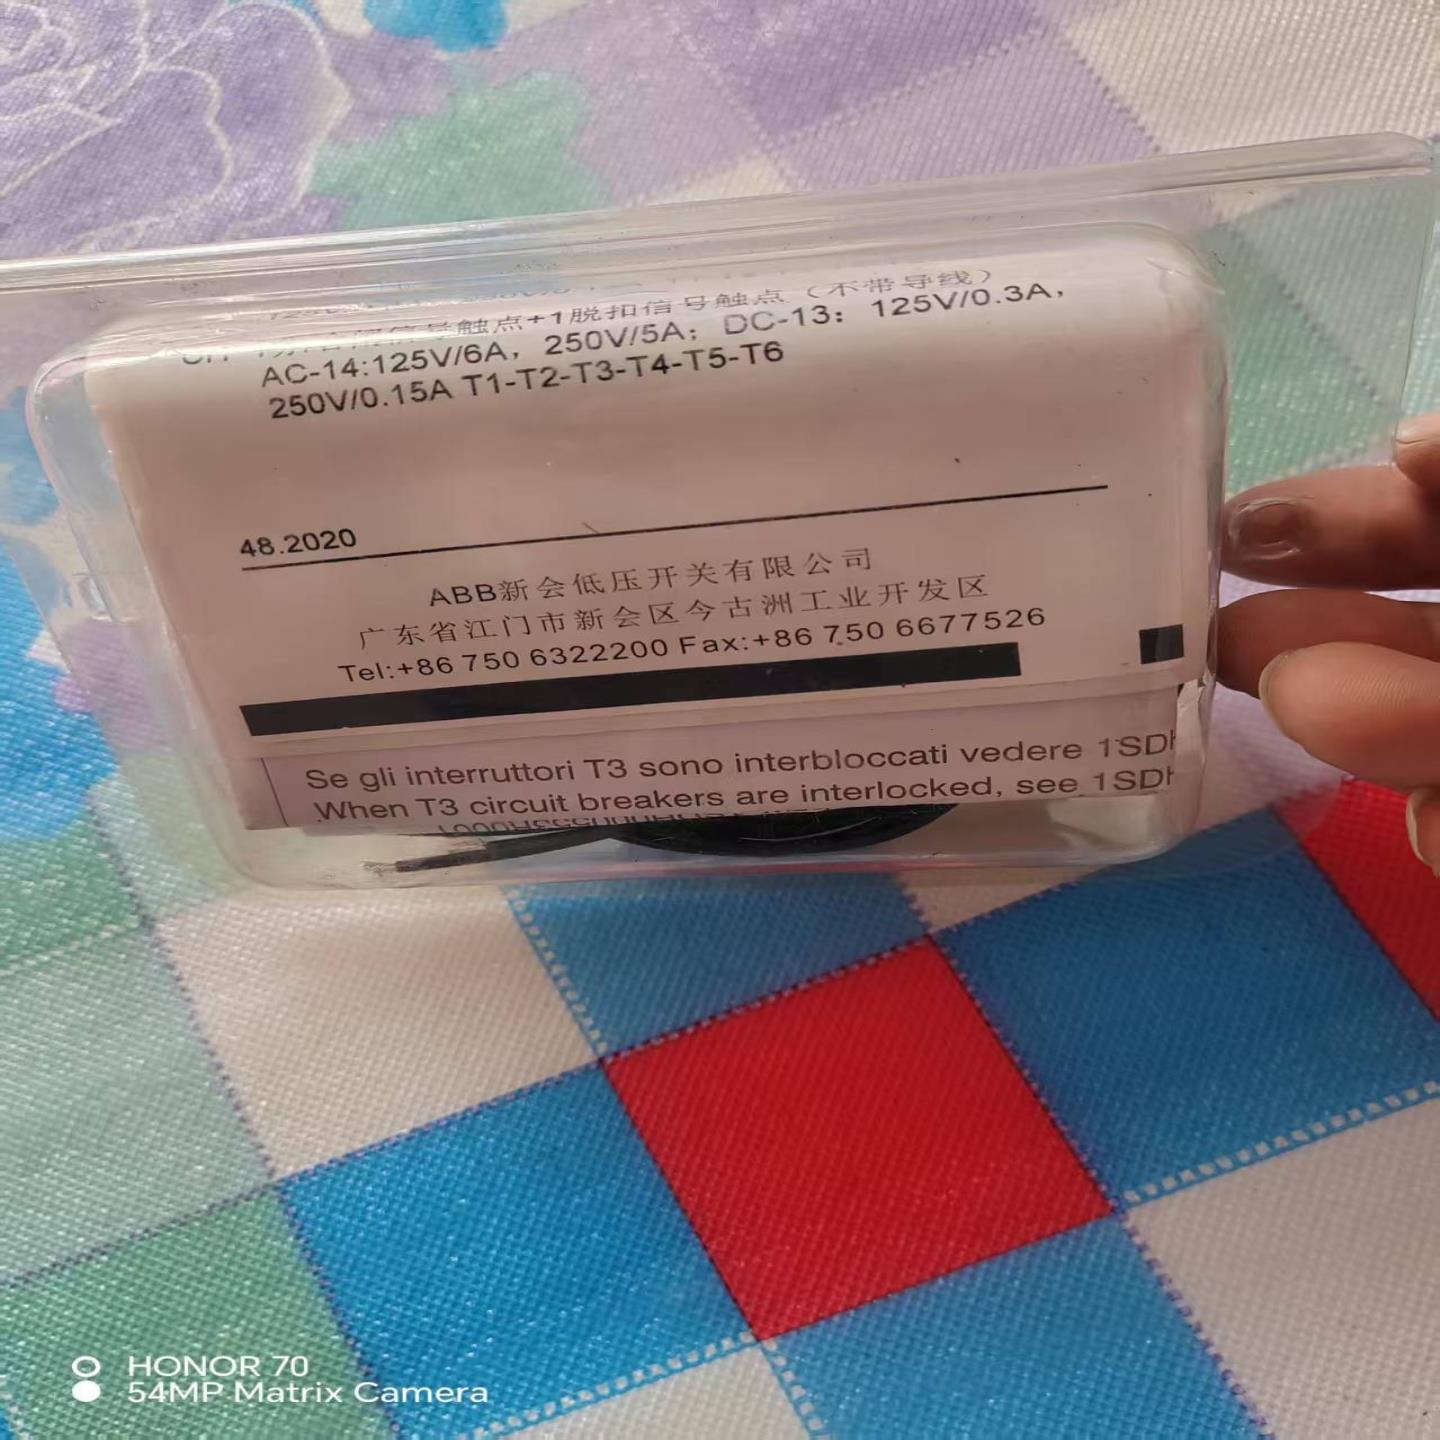 触点+1脱扣信号触点（不带导线）
AC-14:125V/6A，250V/5A；DC-13：125V/0.3A，
250V/0.15A T1-T2-T3-T4-T5-T6
48.2020
ABB新会低压开关有限公司
广东省江门市新会区今古洲工业开发区
Tel:+86 750 6322200 Fax:+86 750 6677526
Se gli interruttori T3 sono interbloccati vedere 1SDH
When T3 circuit breakers are interlocked, see 1SDH
HONOR 70
54MP Matrix Camera